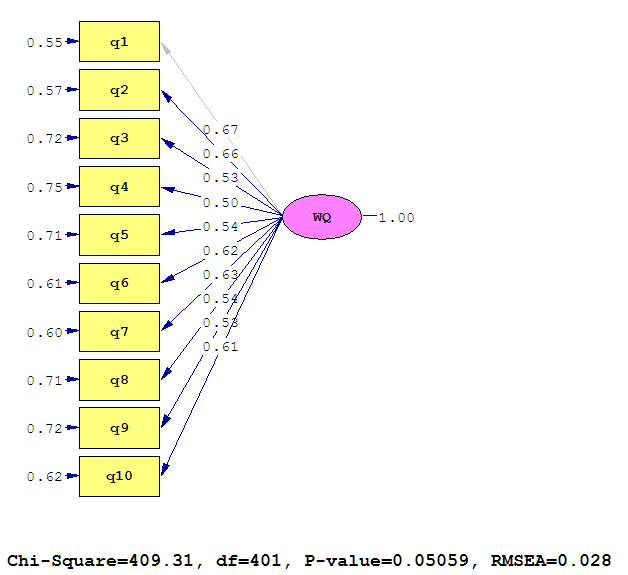 0.55 q1
0.57 q2
0.72 q3
0.75 q4
0.71 q5
0.61 q6
0.60 q7
0.71 q8
0.72 q9
0.62 q10
0.67
0.66
0.53
0.50
0.54
0.62
0.63
0.54
0.53
0.61
WQ 1.00
Chi-Square=409.31, df=401, P-value=0.05059, RMSEA=0.028